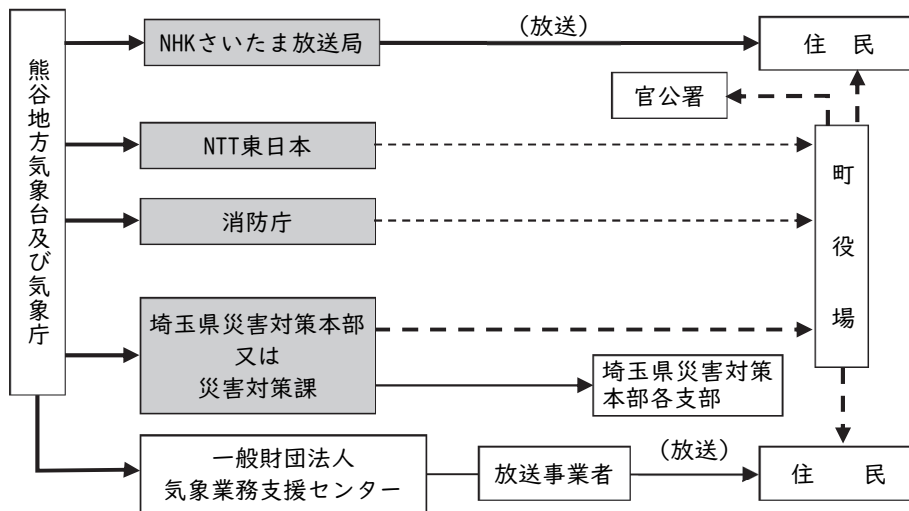 熊谷地方気象台及び気象庁
NHKさいたま放送局
(放送)
住 民
官公署
NTT東日本
町役場
消防庁
埼玉県災害対策本部
又は
災害対策課
埼玉県災害対策
本部各支部
一般財団法人
気象業務支援センター
放送事業者
(放送)
住 民